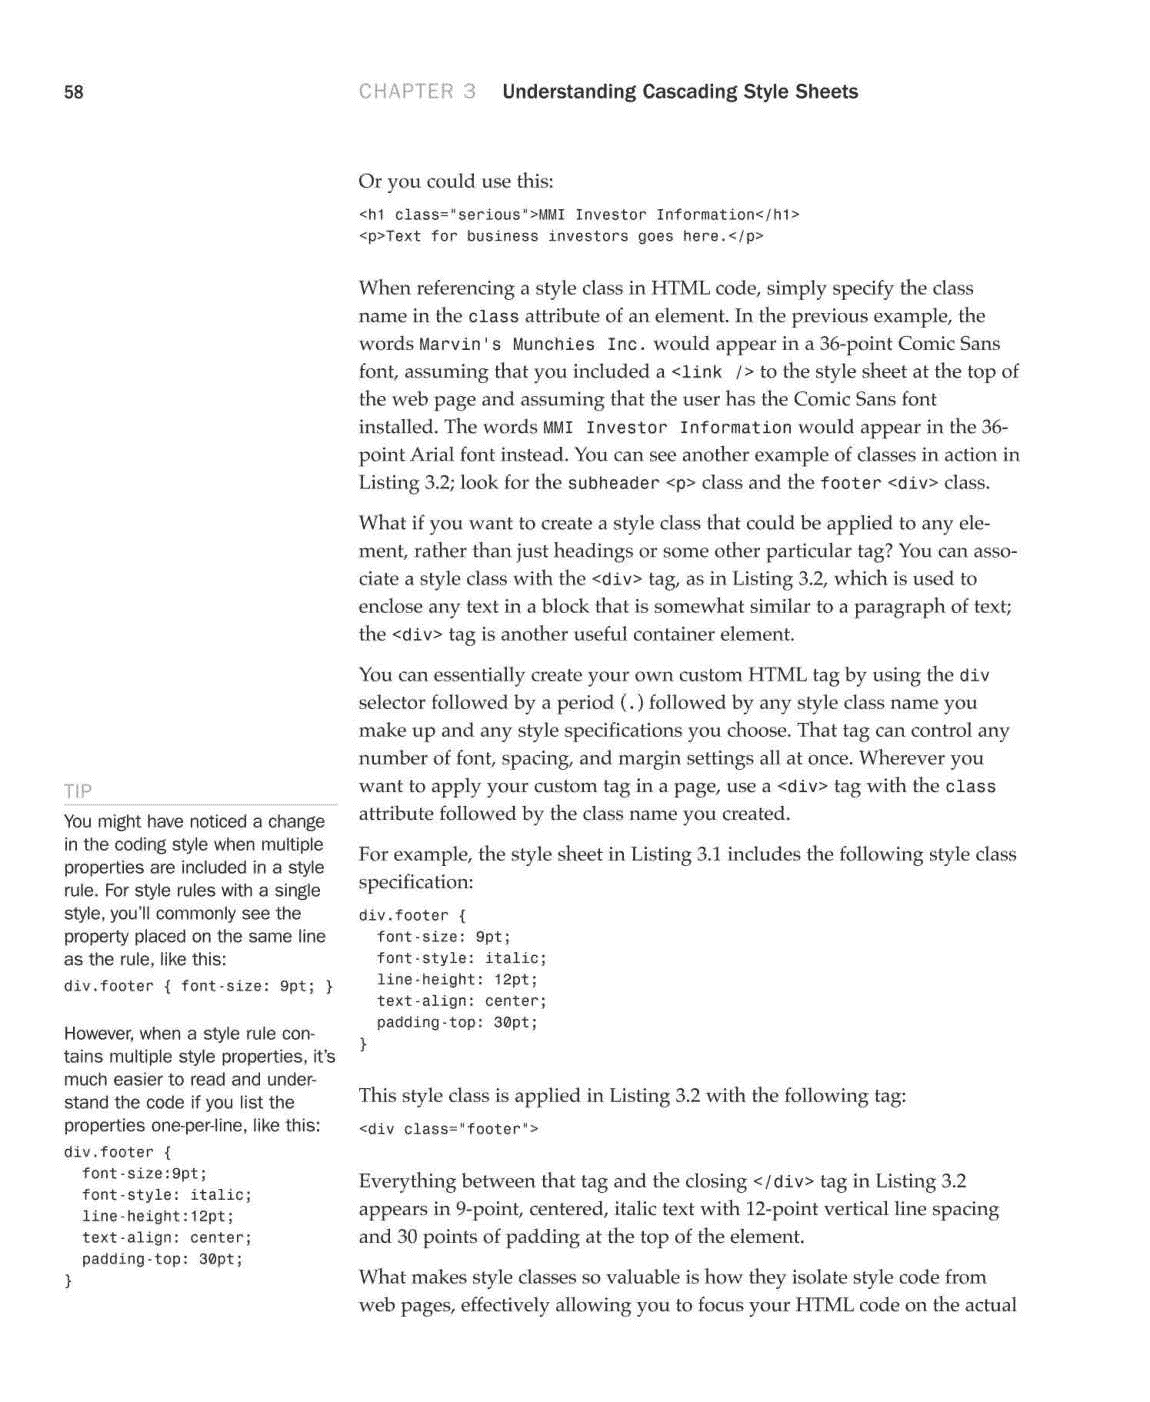 58
CHAPTER 3 Understanding Cascading Style Sheets
Or you could use this:
<h1 class="serious">MMI Investor Information</h1>
<p>Text for business investors goes here.</p>
When referencing a style class in HTML code, simply specify the class
name in the class attribute of an element. In the previous example, the
words Marvin's Munchies Inc. would appear in a 36-point Comic Sans
font, assuming that you included a <link /> to the style sheet at the top of
the web page and assuming that the user has the Comic Sans font
installed. The words MMI Investor Information would appear in the 36-
point Arial font instead. You can see another example of classes in action in
Listing 3.2; look for the subheader <p> class and the footer <div> class.
What if you want to create a style class that could be applied to any ele-
ment, rather than just headings or some other particular tag? You can asso-
ciate a style class with the <div> tag, as in Listing 3.2, which is used to
enclose any text in a block that is somewhat similar to a paragraph of text;
the <div> tag is another useful container element.
You can essentially create your own custom HTML tag by using the div
selector followed by a period (.) followed by any style class name you
make up and any style specifications you choose. That tag can control any
number of font, spacing, and margin settings all at once. Wherever you
want to apply your custom tag in a page, use a <div> tag with the class
attribute followed by the class name you created.
For example, the style sheet in Listing 3.1 includes the following style class
specification:
div.footer {
  font-size: 9pt;
  font-style: italic;
  line-height: 12pt;
  text-align: center;
  padding-top: 30pt;
}
This style class is applied in Listing 3.2 with the following tag:
<div class="footer">
Everything between that tag and the closing </div> tag in Listing 3.2
appears in 9-point, centered, italic text with 12-point vertical line spacing
and 30 points of padding at the top of the element.
What makes style classes so valuable is how they isolate style code from
web pages, effectively allowing you to focus your HTML code on the actual
TIP
You might have noticed a change
in the coding style when multiple
properties are included in a style
rule. For style rules with a single
style, you'll commonly see the
property placed on the same line
as the rule, like this:
div.footer { font-size: 9pt; }
However, when a style rule con-
tains multiple style properties, it's
much easier to read and under-
stand the code if you list the
properties one-per-line, like this:
div.footer {
  font-size:9pt;
  font-style: italic;
  line-height:12pt;
  text-align: center;
  padding-top: 30pt;
}